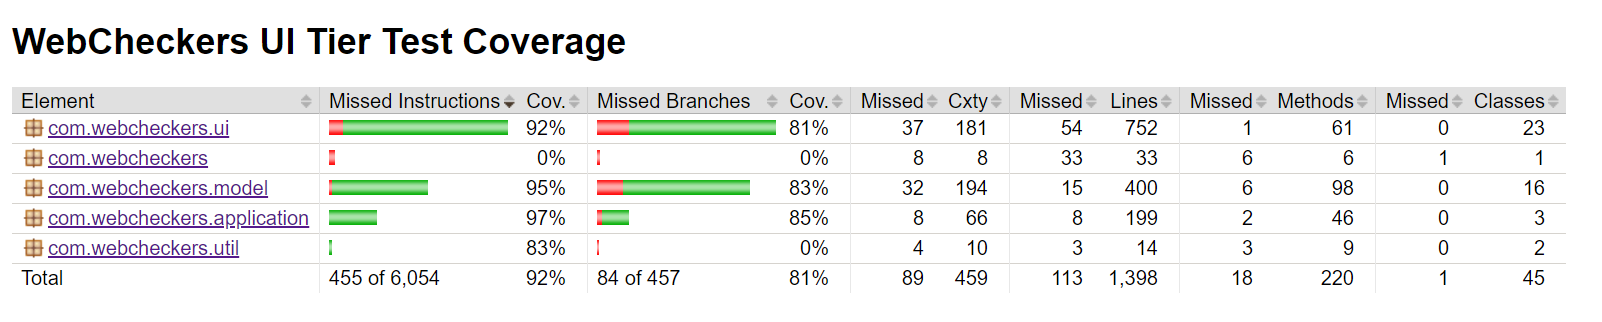 WebCheckers UI Tier Test Coverage
Element Missed Instructions Cov. Missed Branches Cov. Missed Cxty Missed Lines Missed Methods Missed Classes
com.webcheckers.ui 92% 81% 37 181 54 752 1 61 0 23
com.webcheckers 0% 0% 8 8 33 33 6 6 1 1
com.webcheckers.model 95% 83% 32 194 15 400 6 98 0 16
com.webcheckers.application 97% 85% 8 66 8 199 2 46 0 3
com.webcheckers.util 83% 0% 4 10 3 14 3 9 0 2
Total 455 of 6,054 92% 84 of 457 81% 89 459 113 1,398 18 220 1 45